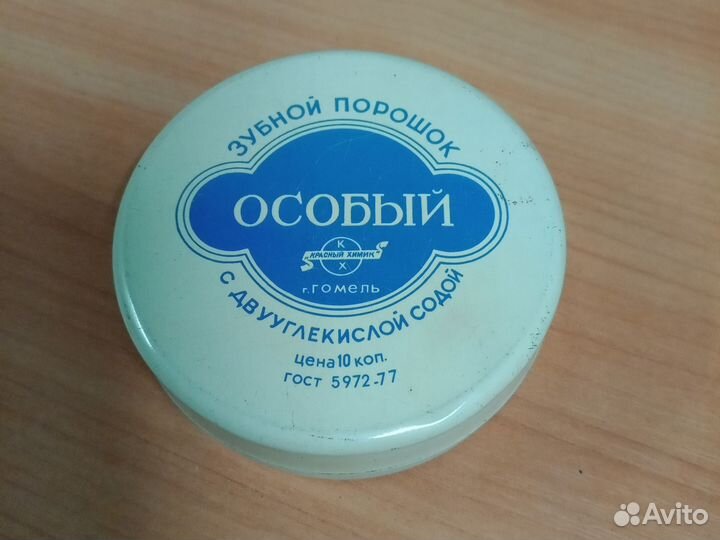 ЗУБНОЙ ПОРОШОК
ОСОБЫЙ
К
"КРАСНЫЙ ХИМИК"
Х
г. ГОМЕЛЬ
С ДВУУГЛЕКИСЛОЙ СОДОЙ
цена 10 коп.
ГОСТ 5972-77
Avito